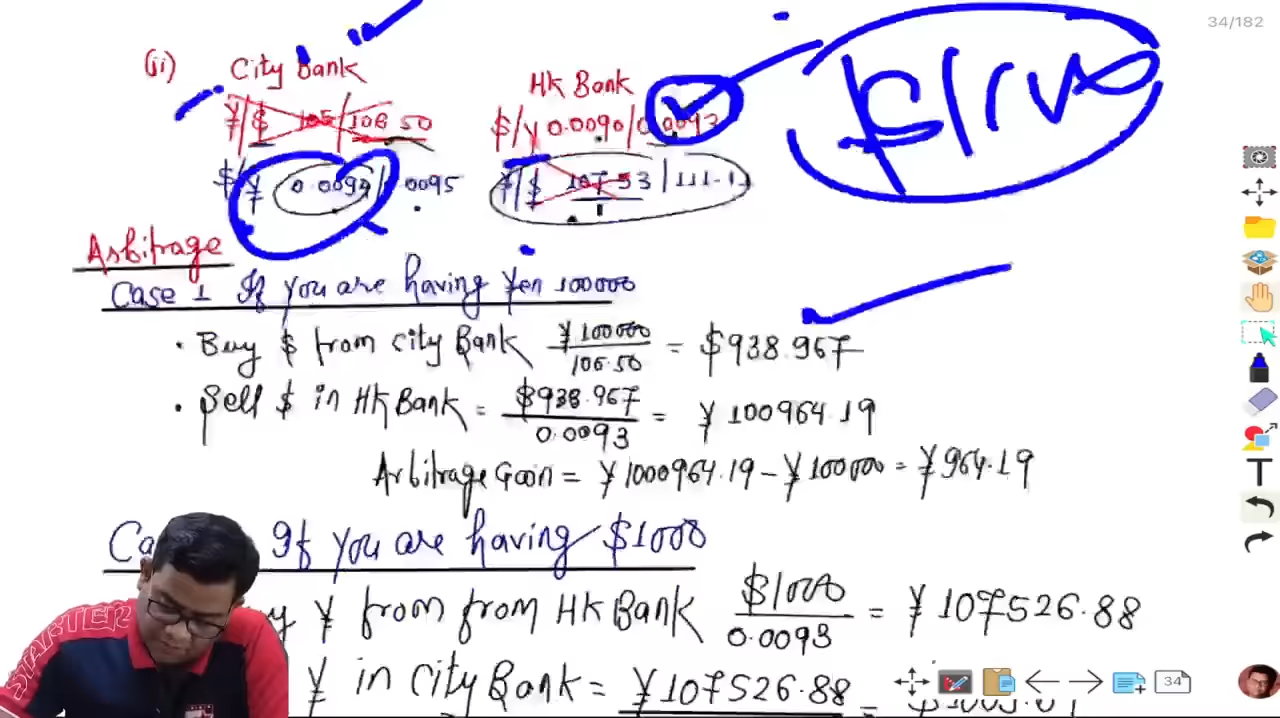 34/182
(ii) City Bank
HK Bank
¥/$ 105/106.50
$/¥ 0.0090/0.0093
$/¥ 0.0094/.0095
¥/$ 107.53/111.11
Arbitrage
Case 1 If you are having Yen 100000
• Buy $ from City Bank ¥100000/106.50 = $938.967
• Sell $ in HK Bank = $938.967/0.0093 = ¥100964.19
Arbitrage Gain = ¥1000964.19 - ¥100000 = ¥964.19
If you are having $1000
¥ from from HK Bank $1000/0.0093 = ¥107526.88
¥ in City Bank = ¥107526.88 =
34
STARTER
T